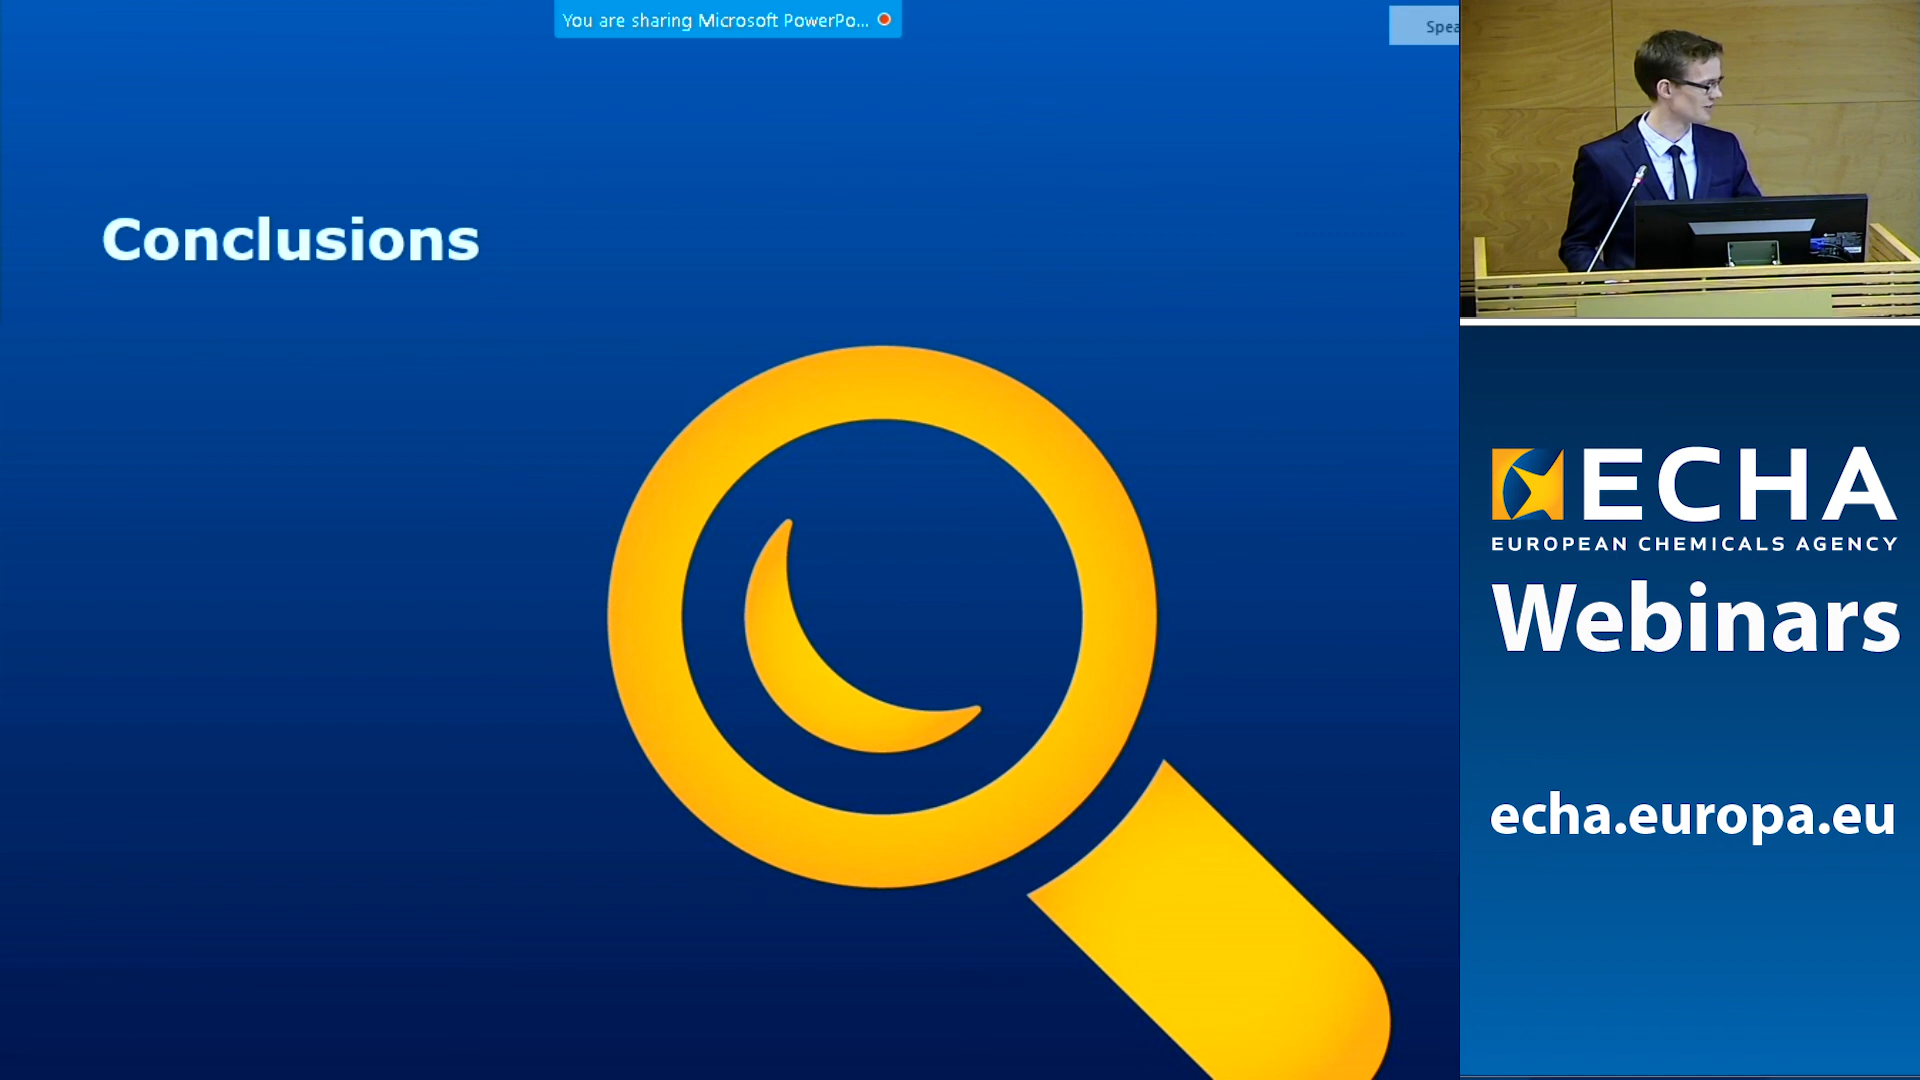 You are sharing Microsoft PowerPo...
Conclusions
ECHA
EUROPEAN CHEMICALS AGENCY
Webinars
echa.europa.eu